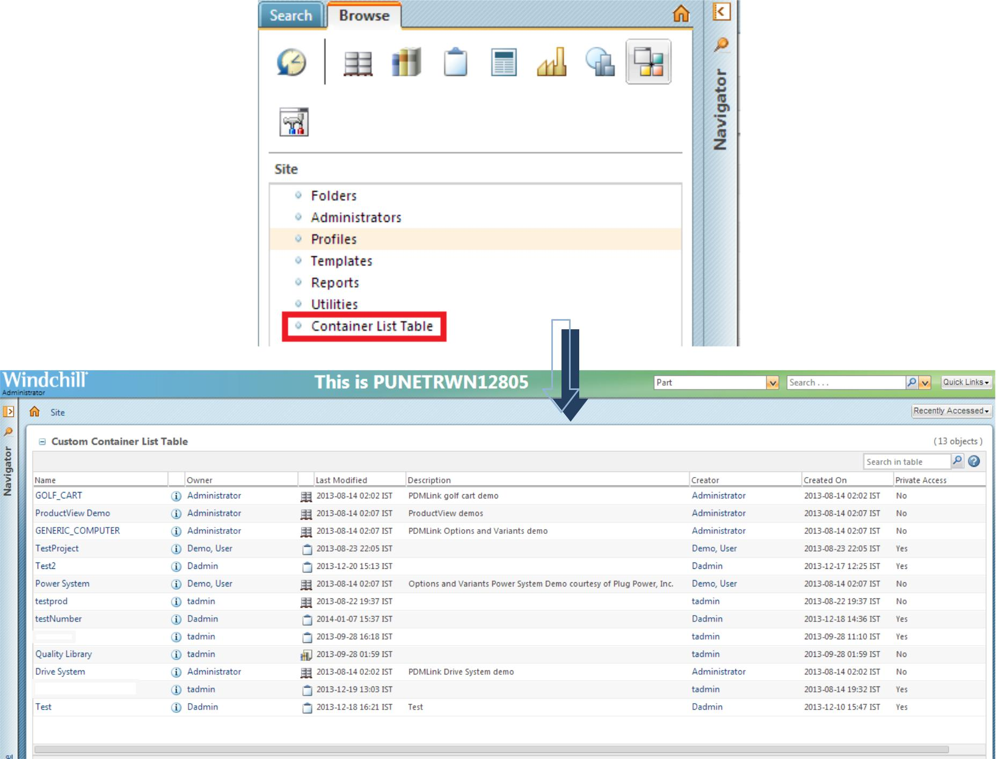 Search Browse
Navigator
Site
Folders
Administrators
Profiles
Templates
Reports
Utilities
Container List Table
Windchill
Administrator
This is PUNETRWN12805
Part
Search . . .
Quick Links
Site
Recently Accessed
Navigator
Custom Container List Table
(13 objects )
Search in table
Name Owner Last Modified Description Creator Created On Private Access
GOLF_CART Administrator 2013-08-14 02:02 IST PDMLink golf cart demo Administrator 2013-08-14 02:02 IST No
ProductView Demo Administrator 2013-08-14 02:07 IST ProductView demos Administrator 2013-08-14 02:07 IST No
GENERIC_COMPUTER Administrator 2013-08-14 02:07 IST PDMLink Options and Variants demo Administrator 2013-08-14 02:07 IST No
TestProject Demo, User 2013-08-23 22:05 IST Demo, User 2013-08-23 22:05 IST Yes
Test2 Dadmin 2013-12-20 15:13 IST Dadmin 2013-12-17 12:25 IST Yes
Power System Demo, User 2013-08-14 02:07 IST Options and Variants Power System Demo courtesy of Plug Power, Inc. Demo, User 2013-08-14 02:07 IST No
testprod tadmin 2013-08-22 19:37 IST tadmin 2013-08-22 19:37 IST No
testNumber Dadmin 2014-01-07 15:37 IST Dadmin 2013-12-18 14:36 IST Yes
tadmin 2013-09-28 16:18 IST tadmin 2013-09-28 11:10 IST Yes
Quality Library tadmin 2013-09-28 01:59 IST tadmin 2013-09-28 01:59 IST No
Drive System Administrator 2013-08-14 02:02 IST PDMLink Drive System demo Administrator 2013-08-14 02:02 IST No
tadmin 2013-12-19 13:03 IST tadmin 2013-08-14 19:32 IST Yes
Test Dadmin 2013-12-18 16:21 IST Test Dadmin 2013-12-10 15:47 IST Yes